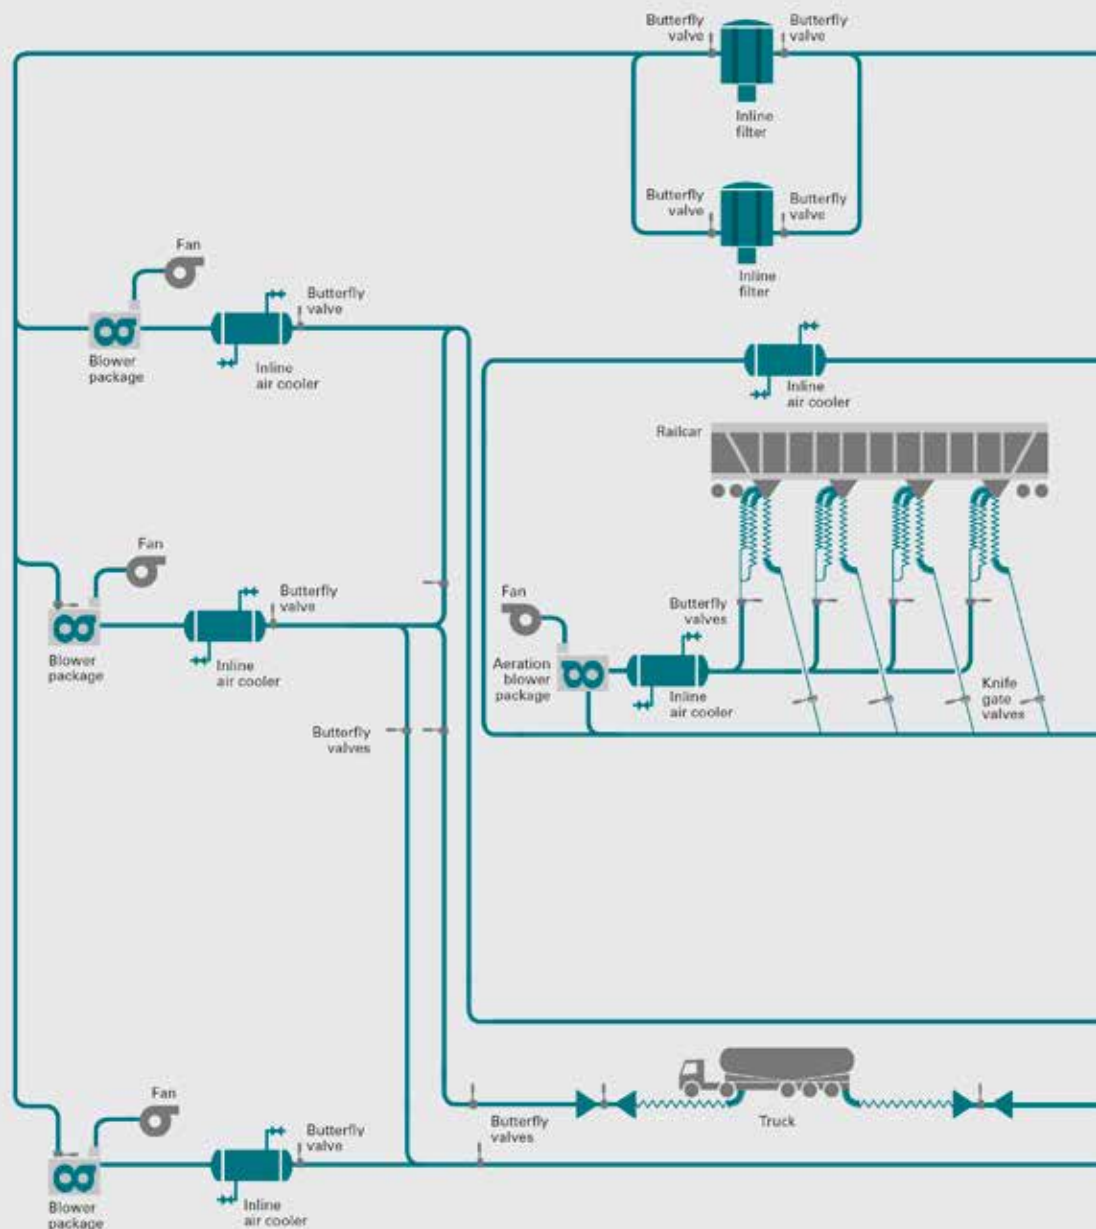 Butterfly
valve
Butterfly
valve
Inline
filter
Butterfly
valve
Butterfly
valve
Inline
filter
Fan
Butterfly
valve
Blower
package
Inline
air cooler
Inline
air cooler
Railcar
Fan
Butterfly
valve
Blower
package
Inline
air cooler
Fan
Butterfly
valves
Aeration
blower
package
Inline
air cooler
Knife
gate
valves
Butterfly
valves
Butterfly
valves
Truck
Fan
Butterfly
valve
Blower
package
Inline
air cooler